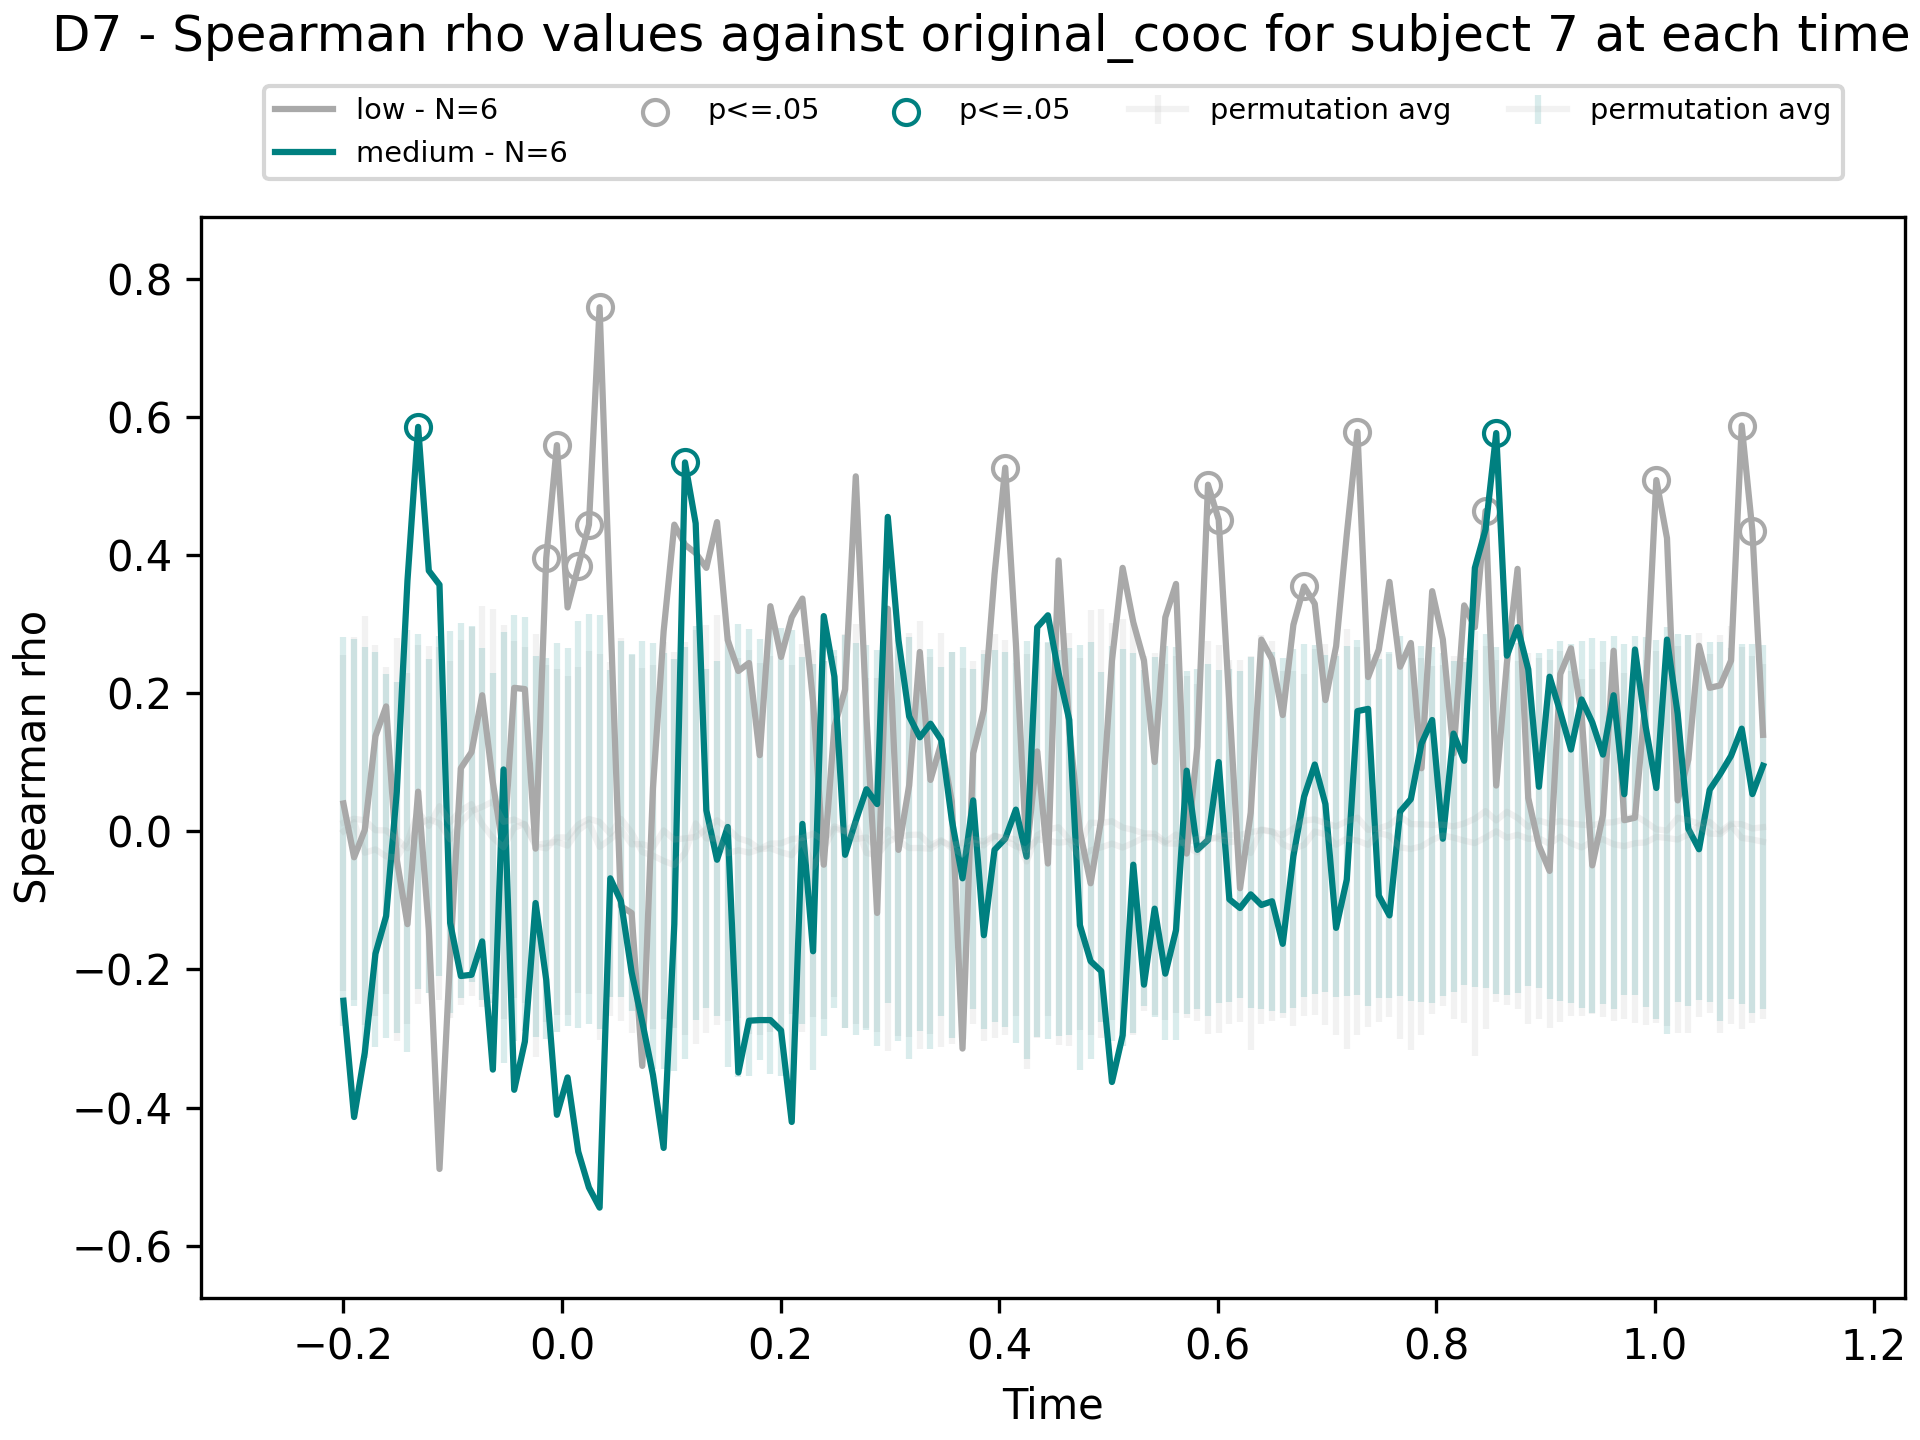 D7 - Spearman rho values against original_cooc for subject 7 at each time
low - N=6
medium - N=6
p<=.05
p<=.05
permutation avg
permutation avg
Spearman rho
0.8
0.6
0.4
0.2
0.0
−0.2
−0.4
−0.6
−0.2 0.0 0.2 0.4 0.6 0.8 1.0 1.2
Time